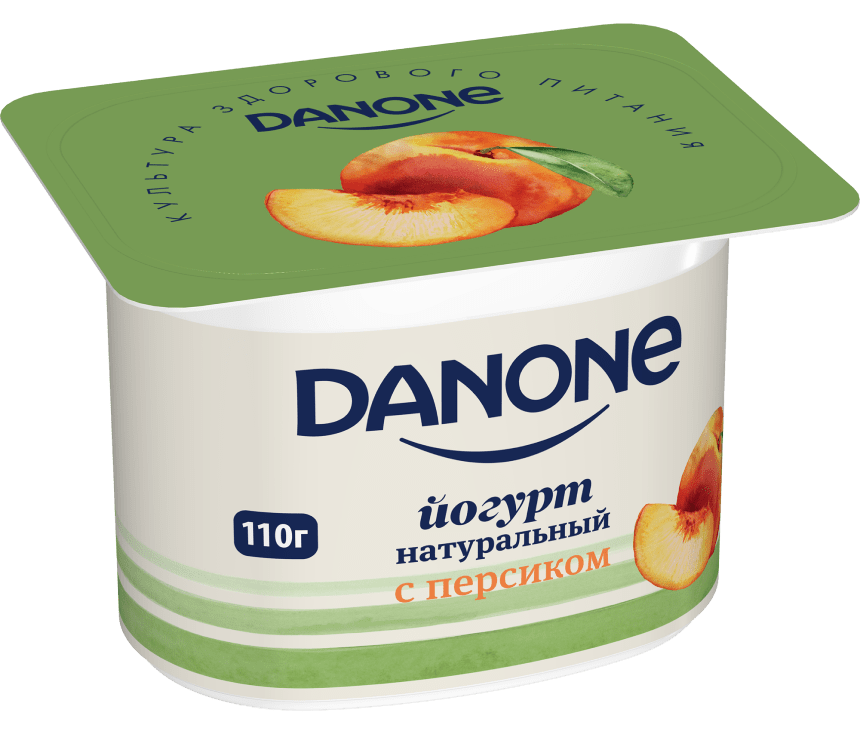 КУЛЬТУРА ЗДОРОВОГО ПИТАНИЯ
DANONE
DANONE
йогурт
натуральный
с персиком
110г